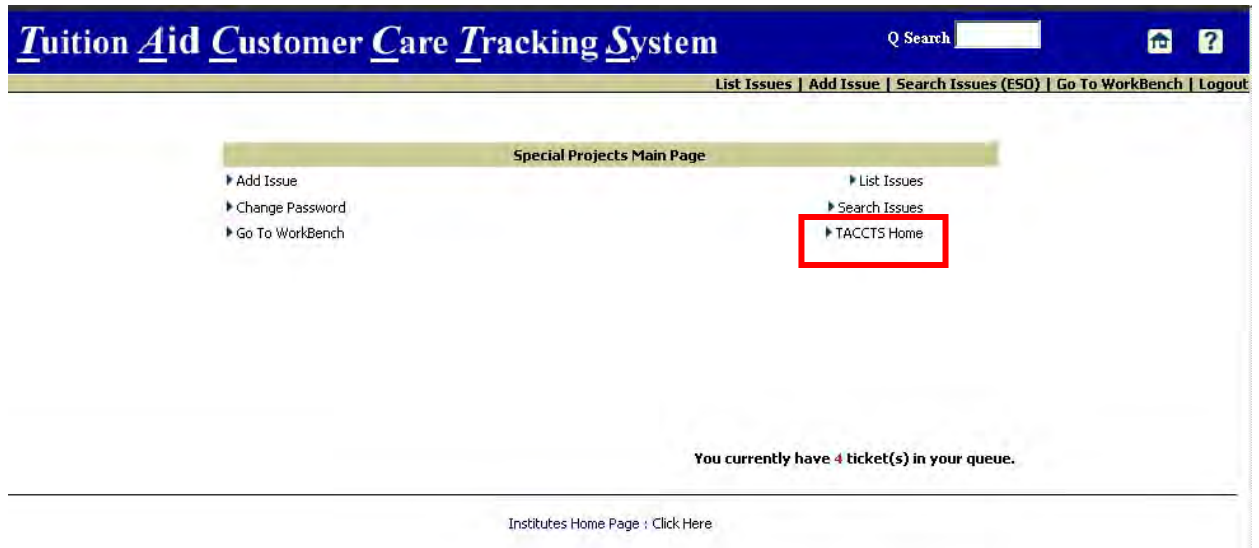 Tuition Aid Customer Care Tracking System
Q Search
?
List Issues | Add Issue | Search Issues (ESO) | Go To WorkBench | Logout
Special Projects Main Page
Add Issue
List Issues
Change Password
Search Issues
Go To WorkBench
TACCTS Home
You currently have 4 ticket(s) in your queue.
Institutes Home Page : Click Here